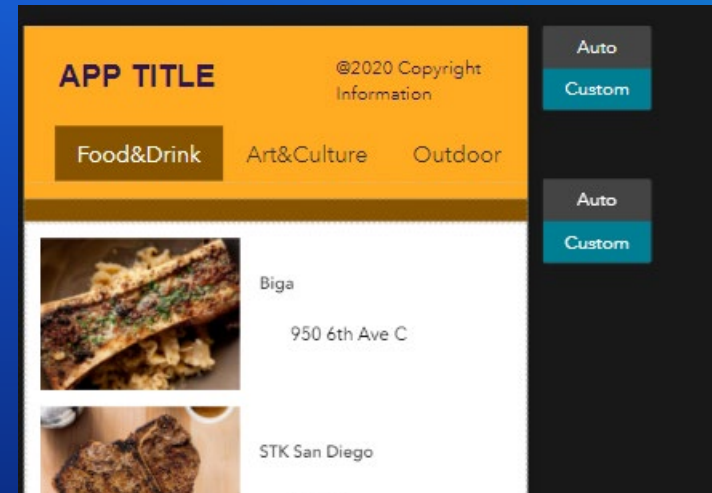 APP TITLE
@2020 Copyright
Information
Food&Drink
Art&Culture
Outdoor
Biga
950 6th Ave C
STK San Diego
Auto
Custom
Auto
Custom